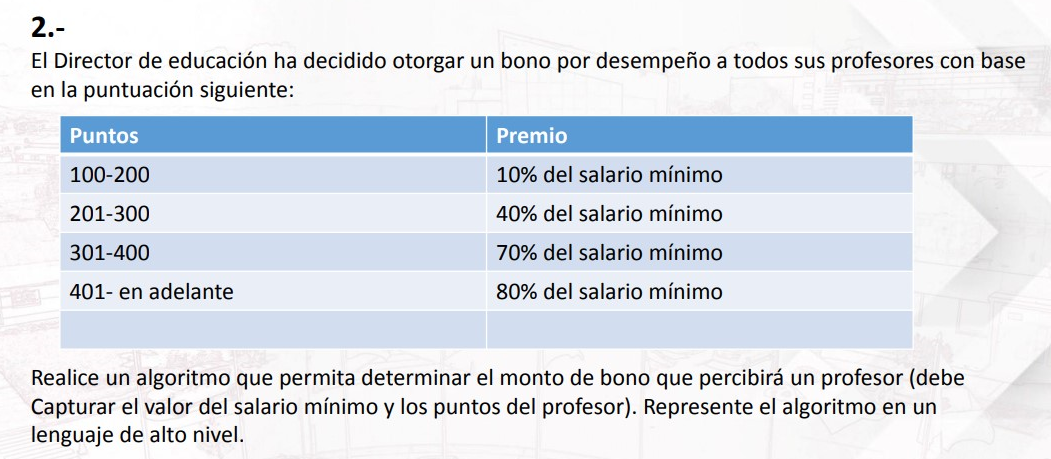 2.-
El Director de educación ha decidido otorgar un bono por desempeño a todos sus profesores con base
en la puntuación siguiente:
Puntos Premio
100-200 10% del salario mínimo
201-300 40% del salario mínimo
301-400 70% del salario mínimo
401- en adelante 80% del salario mínimo
Realice un algoritmo que permita determinar el monto de bono que percibirá un profesor (debe
Capturar el valor del salario mínimo y los puntos del profesor). Represente el algoritmo en un
lenguaje de alto nivel.